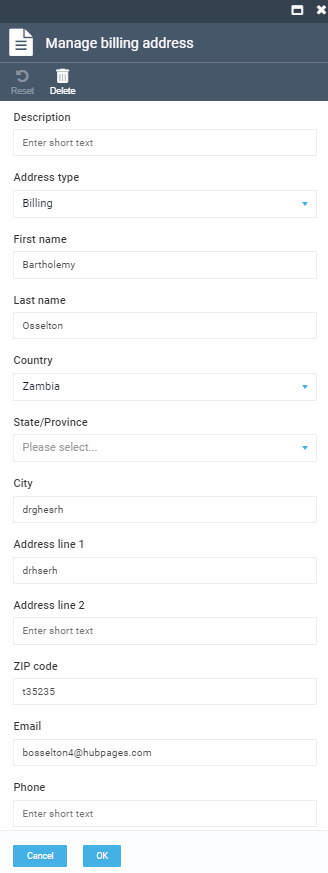 Manage billing address
Reset Delete
Description
Enter short text
Address type
Billing
First name
Bartholemy
Last name
Osselton
Country
Zambia
State/Province
Please select...
City
drghesrh
Address line 1
drhserh
Address line 2
Enter short text
ZIP code
t35235
Email
bosselton4@hubpages.com
Phone
Enter short text
Cancel OK